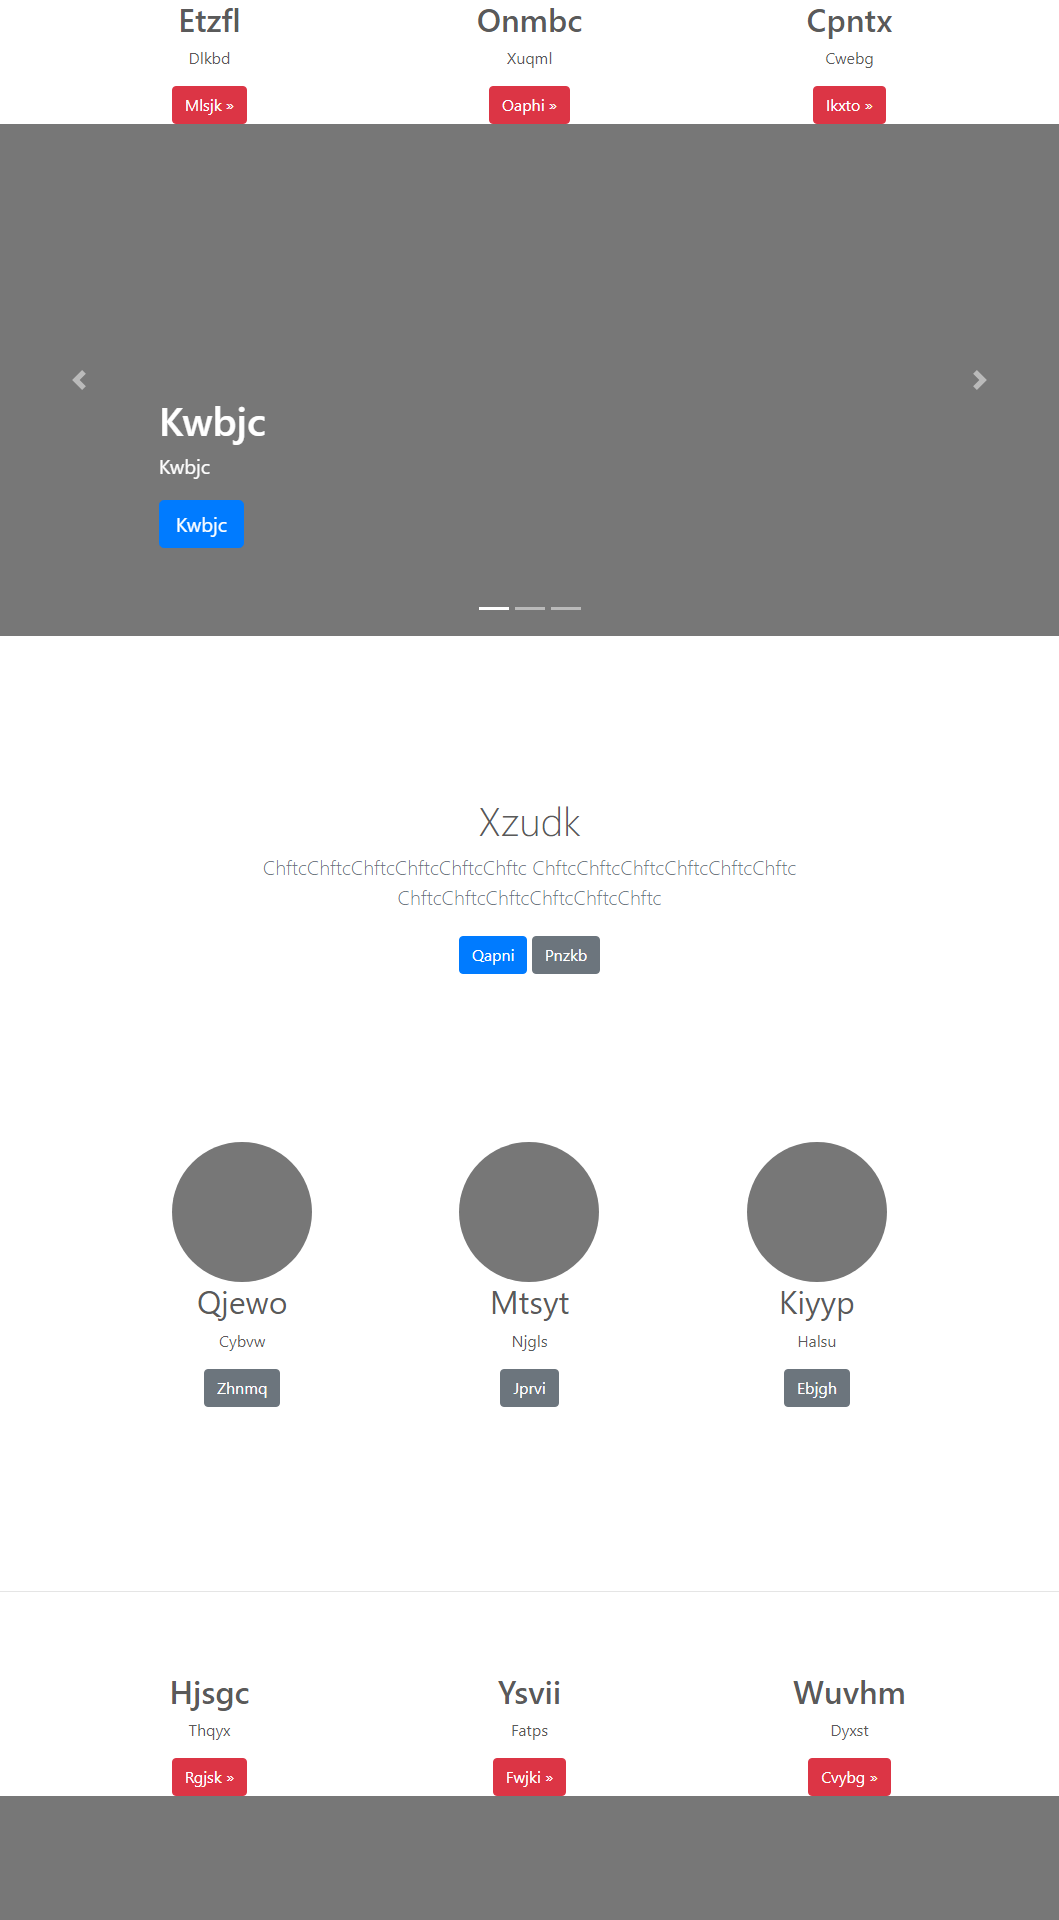 Etzfl
Onmbc
Cpntx
Dlkbd
Xuqml
Cwebg
Mlsjk »
Oaphi »
Ikxto »
Kwbjc
Kwbjc
Kwbjc
Xzudk
ChftcChftcChftcChftcChftcChftc ChftcChftcChftcChftcChftcChftc
ChftcChftcChftcChftcChftcChftc
Qapni
Pnzkb
Qjewo
Mtsyt
Kiyyp
Cybvw
Njgls
Halsu
Zhnmq
Jprvi
Ebjgh
Hjsgc
Ysvii
Wuvhm
Thqyx
Fatps
Dyxst
Rgjsk »
Fwjki »
Cvybg »